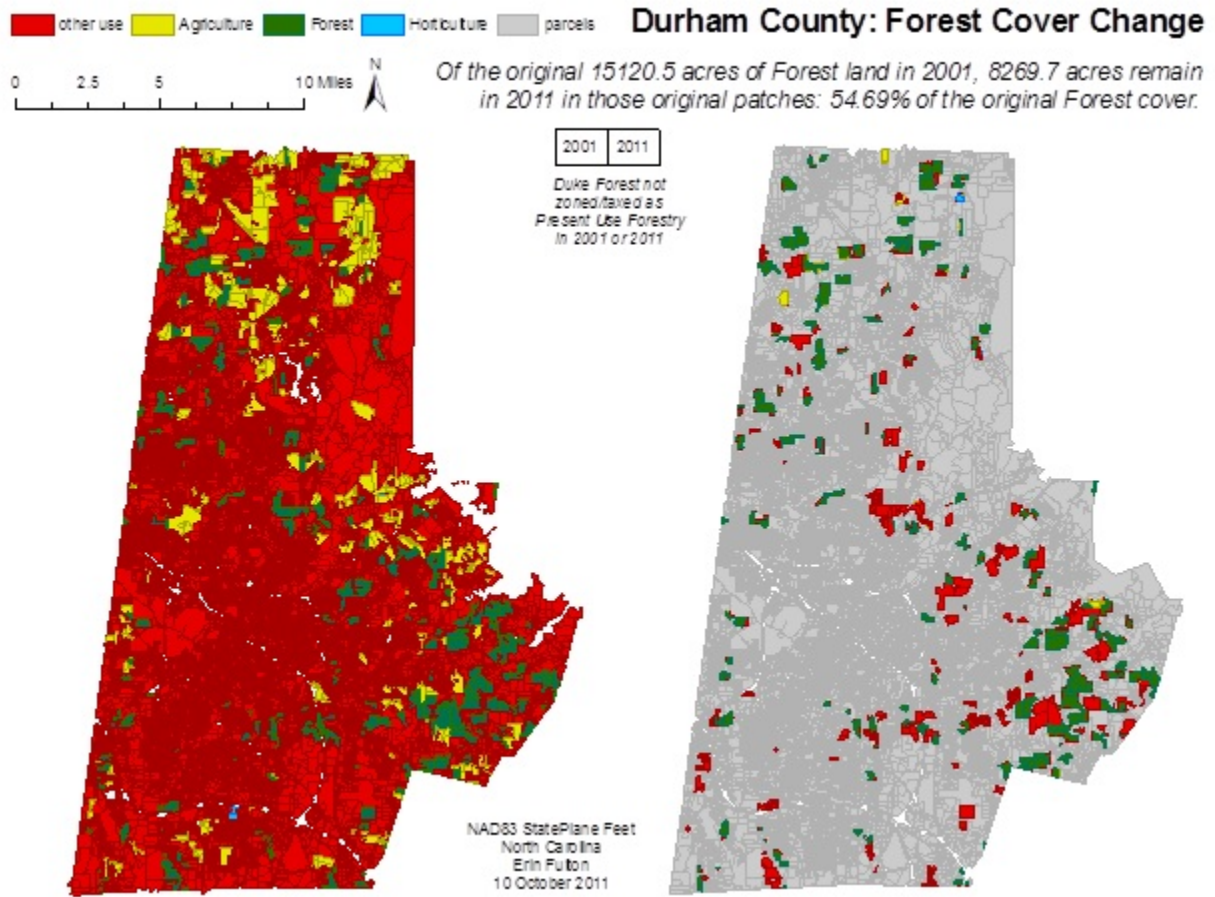 other use Agriculture Forest Horticulture parcels
Durham County: Forest Cover Change
0 2.5 5 10 Miles
N
Of the original 15120.5 acres of Forest land in 2001, 8269.7 acres remain
in 2011 in those original patches: 54.69% of the original Forest cover.
2001 2011
Duke Forest not
zoned/taxed as
Present Use Forestry
in 2001 or 2011
NAD83 StatePlane Feet
North Carolina
Erin Fulton
10 October 2011